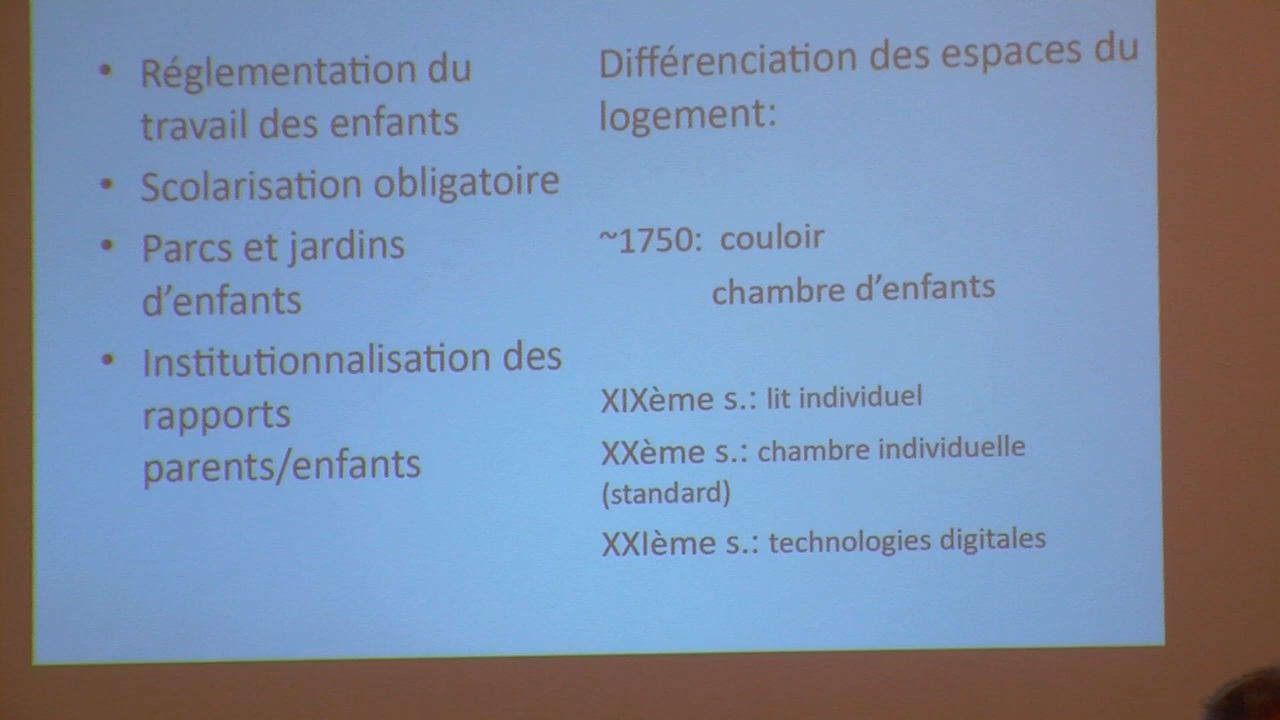 • Réglementation du
travail des enfants
• Scolarisation obligatoire
• Parcs et jardins
d'enfants
• Institutionnalisation des
rapports
parents/enfants
Différenciation des espaces du
logement:
~1750: couloir
chambre d'enfants
XIXème s.: lit individuel
XXème s.: chambre individuelle
(standard)
XXIème s.: technologies digitales